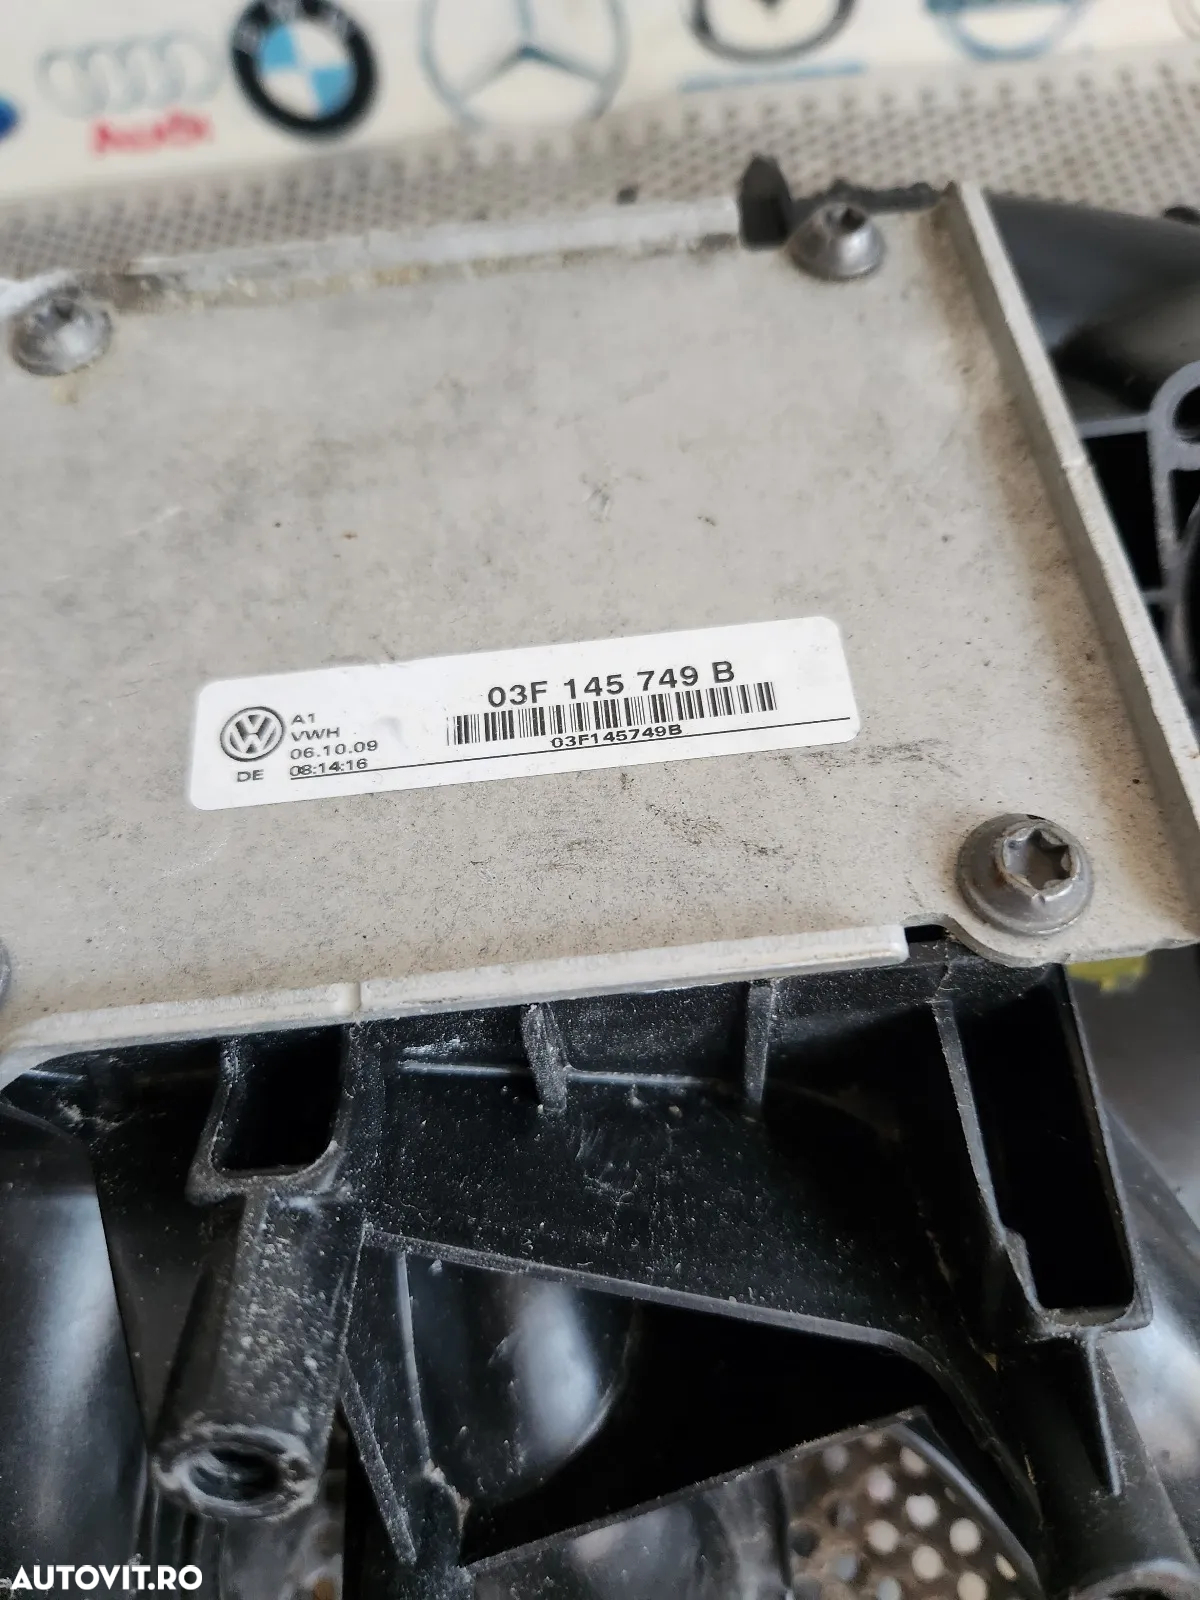 Audi
03F 145 749 B
03F145749B
A1
VWH
06.10.09
DE 08:14:16
AUTOVIT.RO